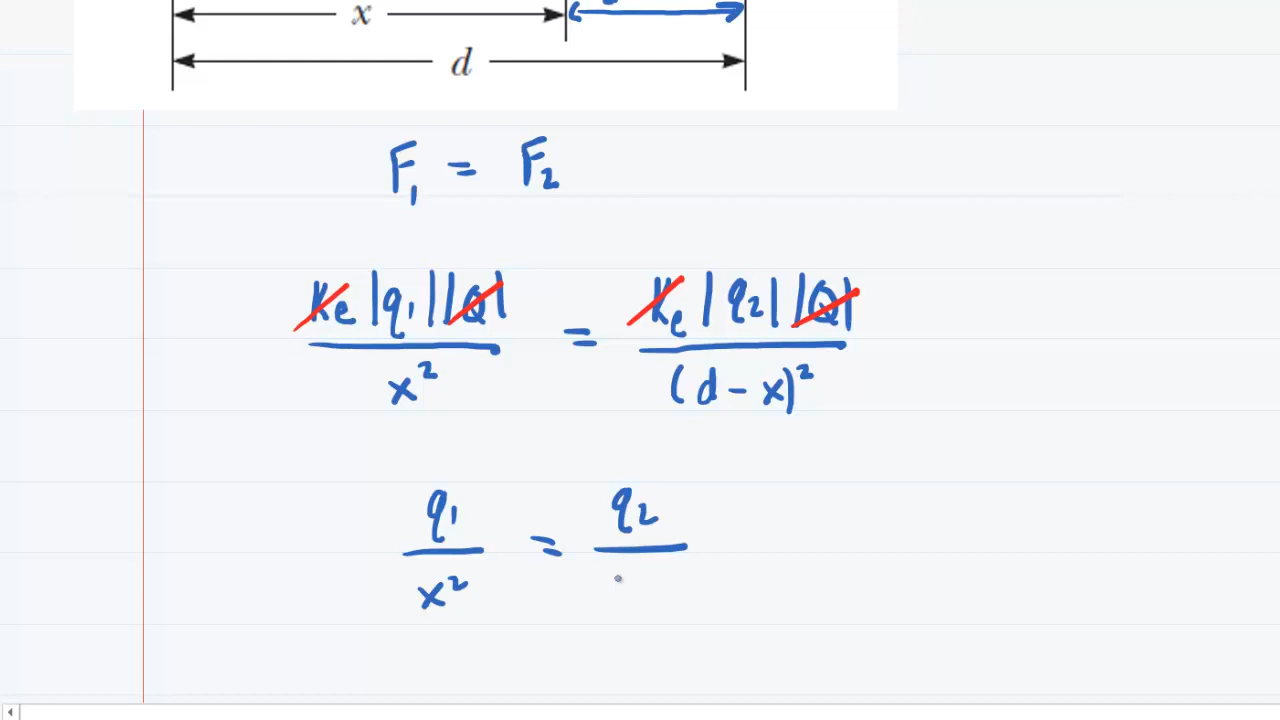 x
d
F₁ = F₂
Ke |q₁| |Q| / x² = Ke |q₂| |Q| / (d - x)²
q₁ / x² = q₂ /